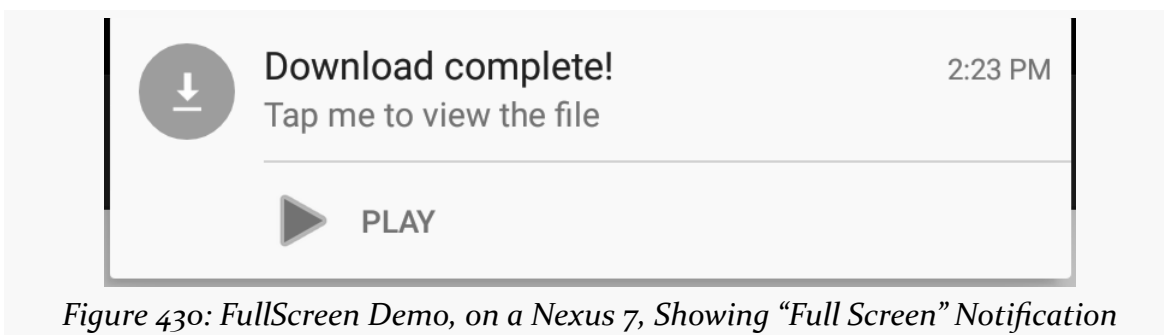 Download complete! 2:23 PM
Tap me to view the file
PLAY
Figure 430: FullScreen Demo, on a Nexus 7, Showing “Full Screen” Notification